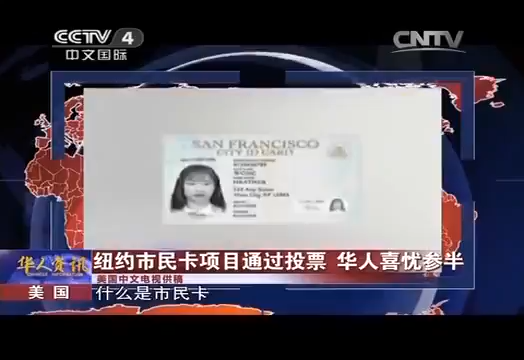 CCTV 4
中文国际
CNTV
SAN FRANCISCO
CITY ID CARD
华人资讯
纽约市民卡项目通过投票 华人喜忧参半
美国中文电视供稿
美国
什么是市民卡